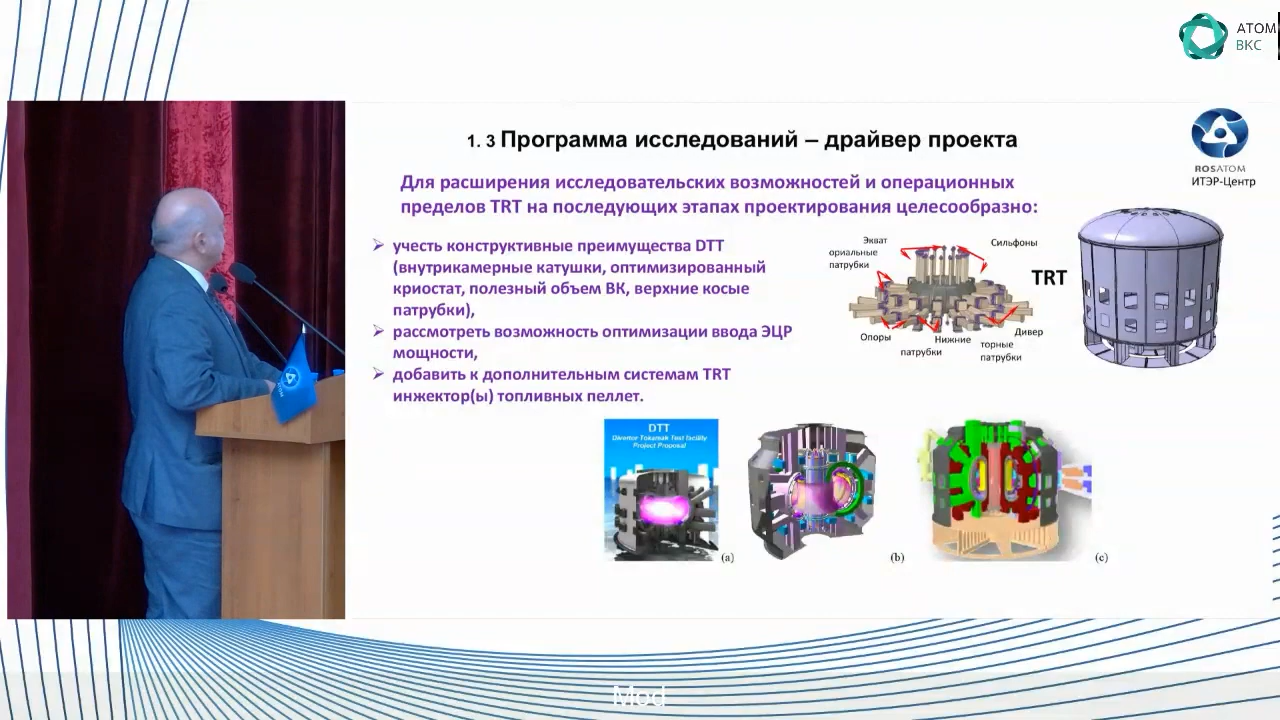 АТОМ
ВКС
1. 3 Программа исследований – драйвер проекта
ROSATOM
ИТЭР-Центр
Для расширения исследовательских возможностей и операционных
пределов TRT на последующих этапах проектирования целесообразно:
учесть конструктивные преимущества DTT
(внутрикамерные катушки, оптимизированный
криостат, полезный объем ВК, верхние косые
патрубки),
рассмотреть возможность оптимизации ввода ЭЦР
мощности,
добавить к дополнительным системам TRT
инжектор(ы) топливных пеллет.
Экват
ориальные
патрубки
Сильфоны
TRT
Опоры
Нижние
патрубки
Дивер
торные
патрубки
DTT
Divertor Tokamak Test facility
Project Proposal
(a)
(b)
(c)
Mod